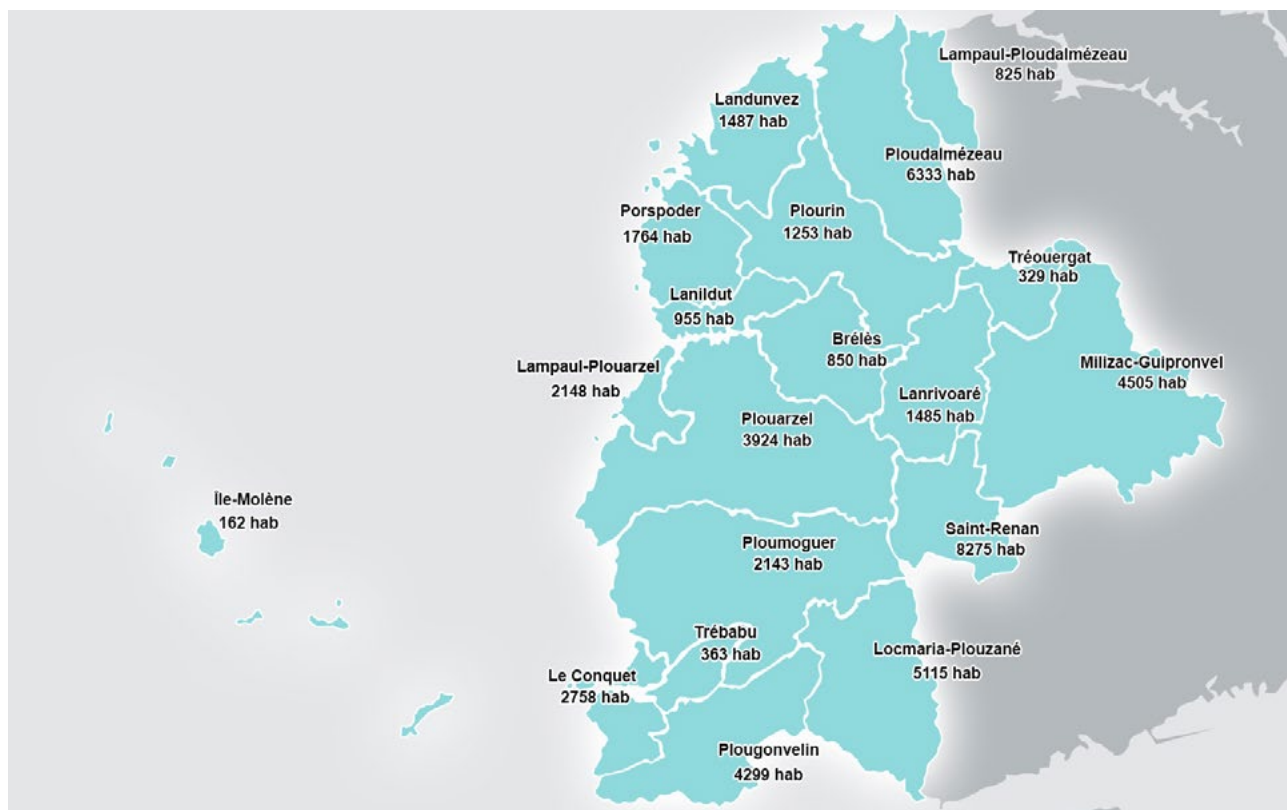 Lampaul-Ploudalmézeau
825 hab
Landunvez
1487 hab
Ploudalmézeau
6333 hab
Porspoder
1764 hab
Plourin
1253 hab
Tréouergat
329 hab
Lanildut
955 hab
Brélès
850 hab
Milizac-Guipronvel
4505 hab
Lampaul-Plouarzel
2148 hab
Lanrivoaré
1485 hab
Plouarzel
3924 hab
Île-Molène
162 hab
Saint-Renan
8275 hab
Ploumoguer
2143 hab
Trébabu
363 hab
Locmaria-Plouzané
5115 hab
Le Conquet
2758 hab
Plougonvelin
4299 hab